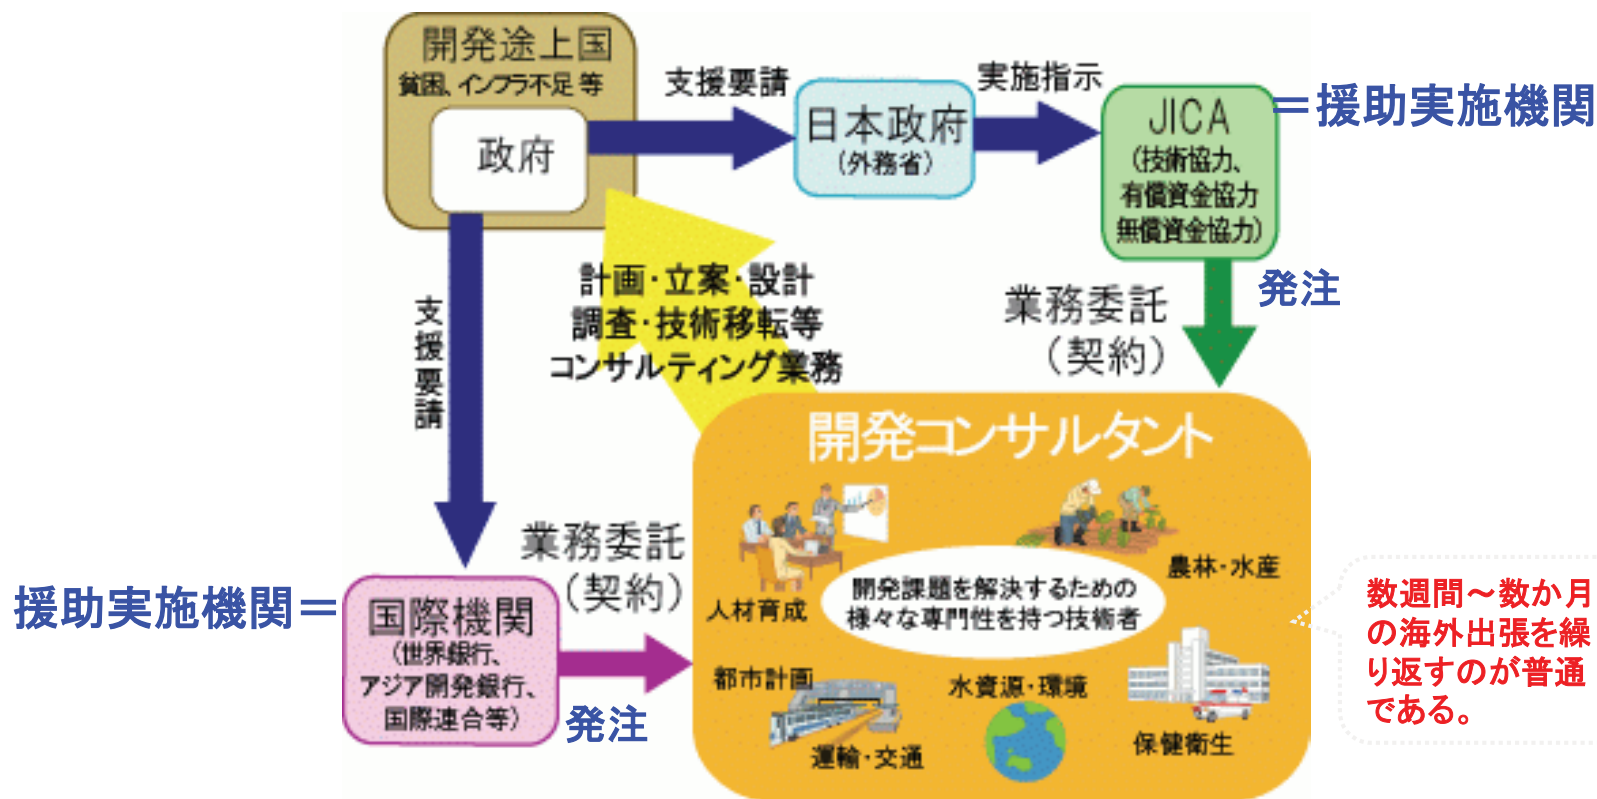 開発途上国
貧困、インフラ不足 等
政府
支援要請
日本政府
(外務省)
実施指示
JICA
(技術協力、
有償資金協力
無償資金協力)
＝援助実施機関
発注
業務委託
(契約)
支援要請
計画・立案・設計
調査・技術移転等
コンサルティング業務
援助実施機関＝
国際機関
(世界銀行、
アジア開発銀行、
国際連合等)
業務委託
(契約)
発注
開発コンサルタント
人材育成
農林・水産
開発課題を解決するための
様々な専門性を持つ技術者
都市計画
水資源・環境
運輸・交通
保健衛生
数週間～数か月
の海外出張を繰
り返すのが普通
である。